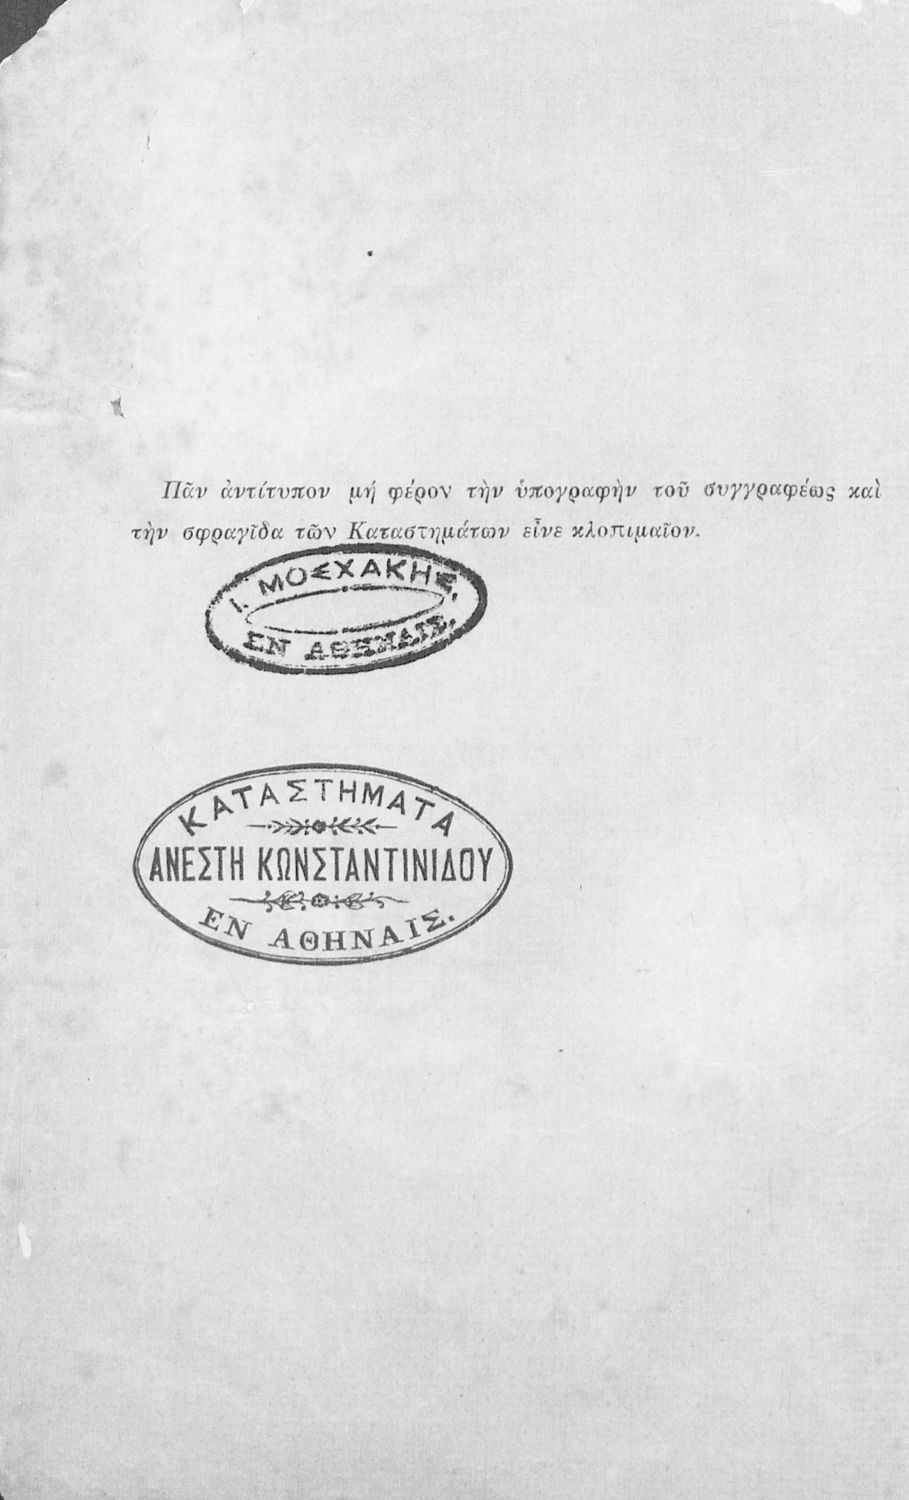 Πᾶν ἀντίτυπον μή φέρον τὴν ὑπογραφὴν τοῦ συγγραφέως καὶ
τὴν σφραγῖδα τῶν Καταστημάτων εἶνε κλοπιμαῖον.
Ι. ΜΟΣΧΑΚΗΣ.
ΕΝ ΑΘΗΝΑΙΣ.
ΚΑΤΑΣΤΗΜΑΤΑ
ΑΝΕΣΤΗ ΚΩΝΣΤΑΝΤΙΝΙΔΟΥ
ΕΝ ΑΘΗΝΑΙΣ.